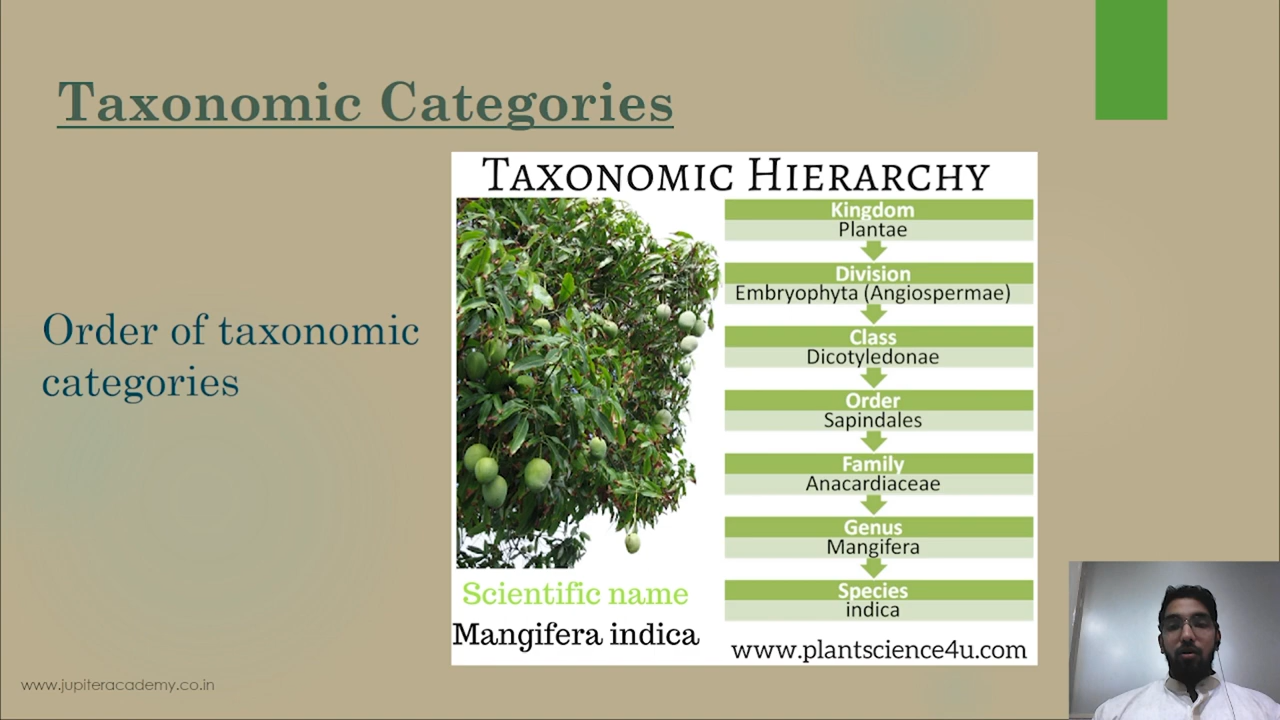 Taxonomic Categories
Order of taxonomic
categories
TAXONOMIC HIERARCHY
Kingdom
Plantae
Division
Embryophyta (Angiospermae)
Class
Dicotyledonae
Order
Sapindales
Family
Anacardiaceae
Genus
Mangifera
Species
indica
Scientific name
Mangifera indica
www.plantscience4u.com
www.jupiteracademy.co.in